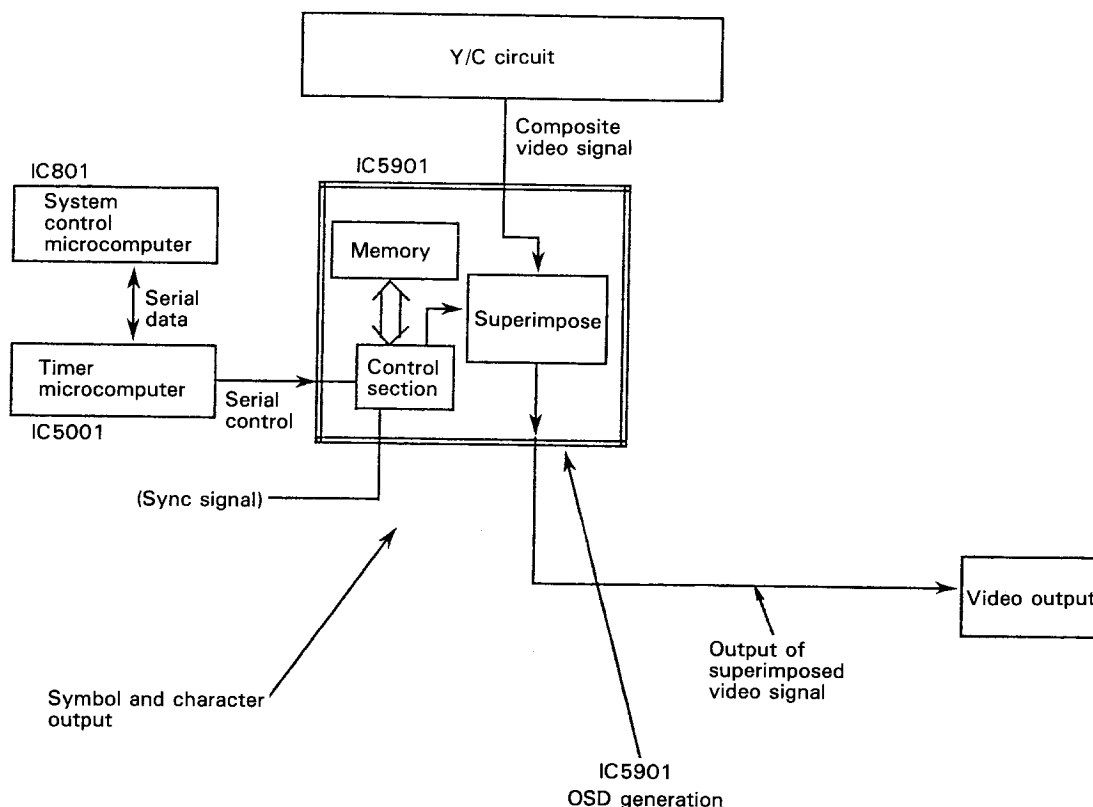 Y/C circuit
Composite
video signal
IC801
IC5901
System
control
microcomputer
Memory
Serial
data
Superimpose
Timer
microcomputer
Control
section
Serial
control
IC5001
(Sync signal)
Video output
Output of
superimposed
video signal
Symbol and character
output
IC5901
OSD generation